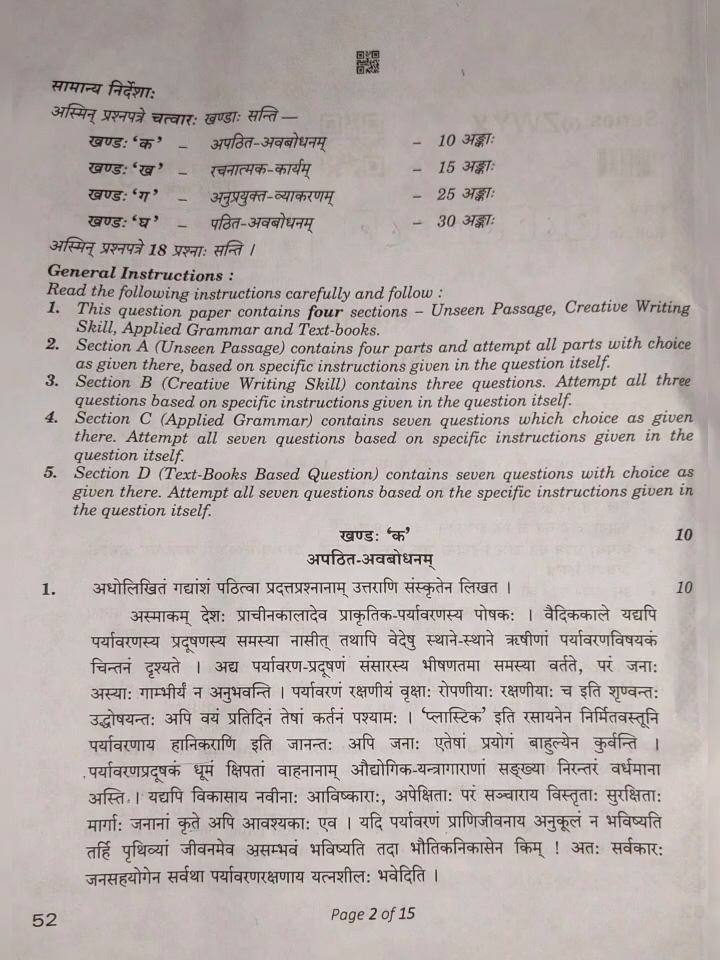 सामान्य निर्देशाः
अस्मिन् प्रश्नपत्रे चत्वारः खण्डाः सन्ति —
खण्डः ‘क’ – अपठित-अवबोधनम् – 10 अङ्काः
खण्डः ‘ख’ – रचनात्मक-कार्यम् – 15 अङ्काः
खण्डः ‘ग’ – अनुप्रयुक्त-व्याकरणम् – 25 अङ्काः
खण्डः ‘घ’ – पठित-अवबोधनम् – 30 अङ्काः
अस्मिन् प्रश्नपत्रे 18 प्रश्नाः सन्ति ।
General Instructions :
Read the following instructions carefully and follow :
1. This question paper contains four sections – Unseen Passage, Creative Writing
Skill, Applied Grammar and Text-books.
2. Section A (Unseen Passage) contains four parts and attempt all parts with choice
as given there, based on specific instructions given in the question itself.
3. Section B (Creative Writing Skill) contains three questions. Attempt all three
questions based on specific instructions given in the question itself.
4. Section C (Applied Grammar) contains seven questions which choice as given
there. Attempt all seven questions based on specific instructions given in the
question itself.
5. Section D (Text-Books Based Question) contains seven questions with choice as
given there. Attempt all seven questions based on the specific instructions given in
the question itself.
खण्डः ‘क’ 10
अपठित-अवबोधनम्
1. अधोलिखितं गद्यांशं पठित्वा प्रदत्तप्रश्नानाम् उत्तराणि संस्कृतेन लिखत । 10
अस्माकम् देशः प्राचीनकालादेव प्राकृतिक-पर्यावरणस्य पोषकः । वैदिककाले यद्यपि
पर्यावरणस्य प्रदूषणस्य समस्या नासीत् तथापि वेदेषु स्थाने-स्थाने ऋषीणां पर्यावरणविषयकं
चिन्तनं दृश्यते । अद्य पर्यावरण-प्रदूषणं संसारस्य भीषणतमा समस्या वर्तते, परं जनाः
अस्याः गाम्भीर्यं न अनुभवन्ति । पर्यावरणं रक्षणीयं वृक्षाः रोपणीयाः रक्षणीयाः च इति शृण्वन्तः
उद्घोषयन्तः अपि वयं प्रतिदिनं तेषां कर्तनं पश्यामः । ‘प्लास्टिक’ इति रसायनेन निर्मितवस्तूनि
पर्यावरणाय हानिकराणि इति जानन्तः अपि जनाः एतेषां प्रयोगं बाहुल्येन कुर्वन्ति ।
पर्यावरणप्रदूषकं धूमं क्षिपतां वाहनानाम् औद्योगिक-यन्त्रागाराणां सङ्ख्या निरन्तरं वर्धमाना
अस्ति । यद्यपि विकासाय नवीनाः आविष्काराः, अपेक्षिताः परं सञ्चाराय विस्तृताः सुरक्षिताः
मार्गाः जनानां कृते अपि आवश्यकाः एव । यदि पर्यावरणं प्राणिजीवनाय अनुकूलं न भविष्यति
तर्हि पृथिव्यां जीवनमेव असम्भवं भविष्यति तदा भौतिकनिकासेन किम् ! अतः सर्वकारः
जनसहयोगेन सर्वथा पर्यावरणरक्षणाय यत्नशीलः भवेदिति ।
52
Page 2 of 15